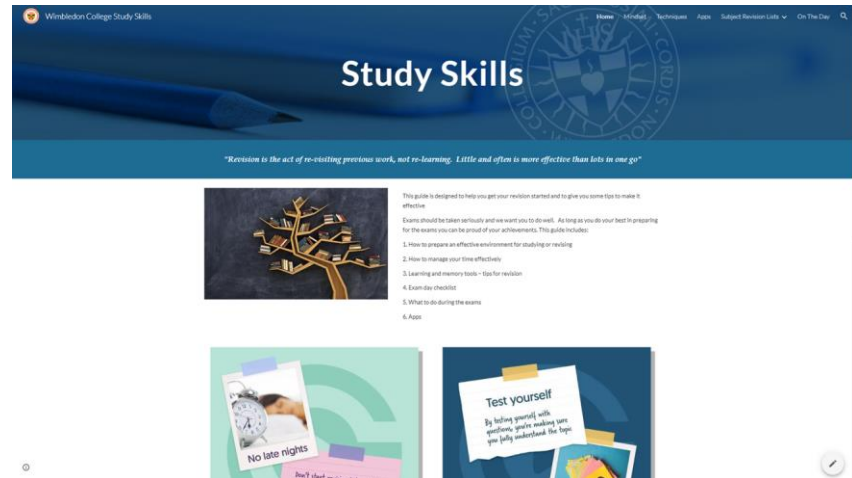 Wimbledon College Study Skills
Home Mindset Techniques Apps Subject Revision Lists On The Day
Study Skills
"Revision is the act of re-visiting previous work, not re-learning. Little and often is more effective than lots in one go"
This guide is designed to help you get your revision started and to give you some tips to make it
effective
Exams should be taken seriously and we want you to do well. As long as you do your best in preparing
for the exams you can be proud of your achievements. This guide includes:
1. How to prepare an effective environment for studying or revising
2. How to manage your time effectively
3. Learning and memory tools – tips for revision
4. Exam day checklist
5. What to do during the exams
6. Apps
No late nights
Don't start
Test yourself
By testing yourself with
questions, you're making sure
you fully understand the topic